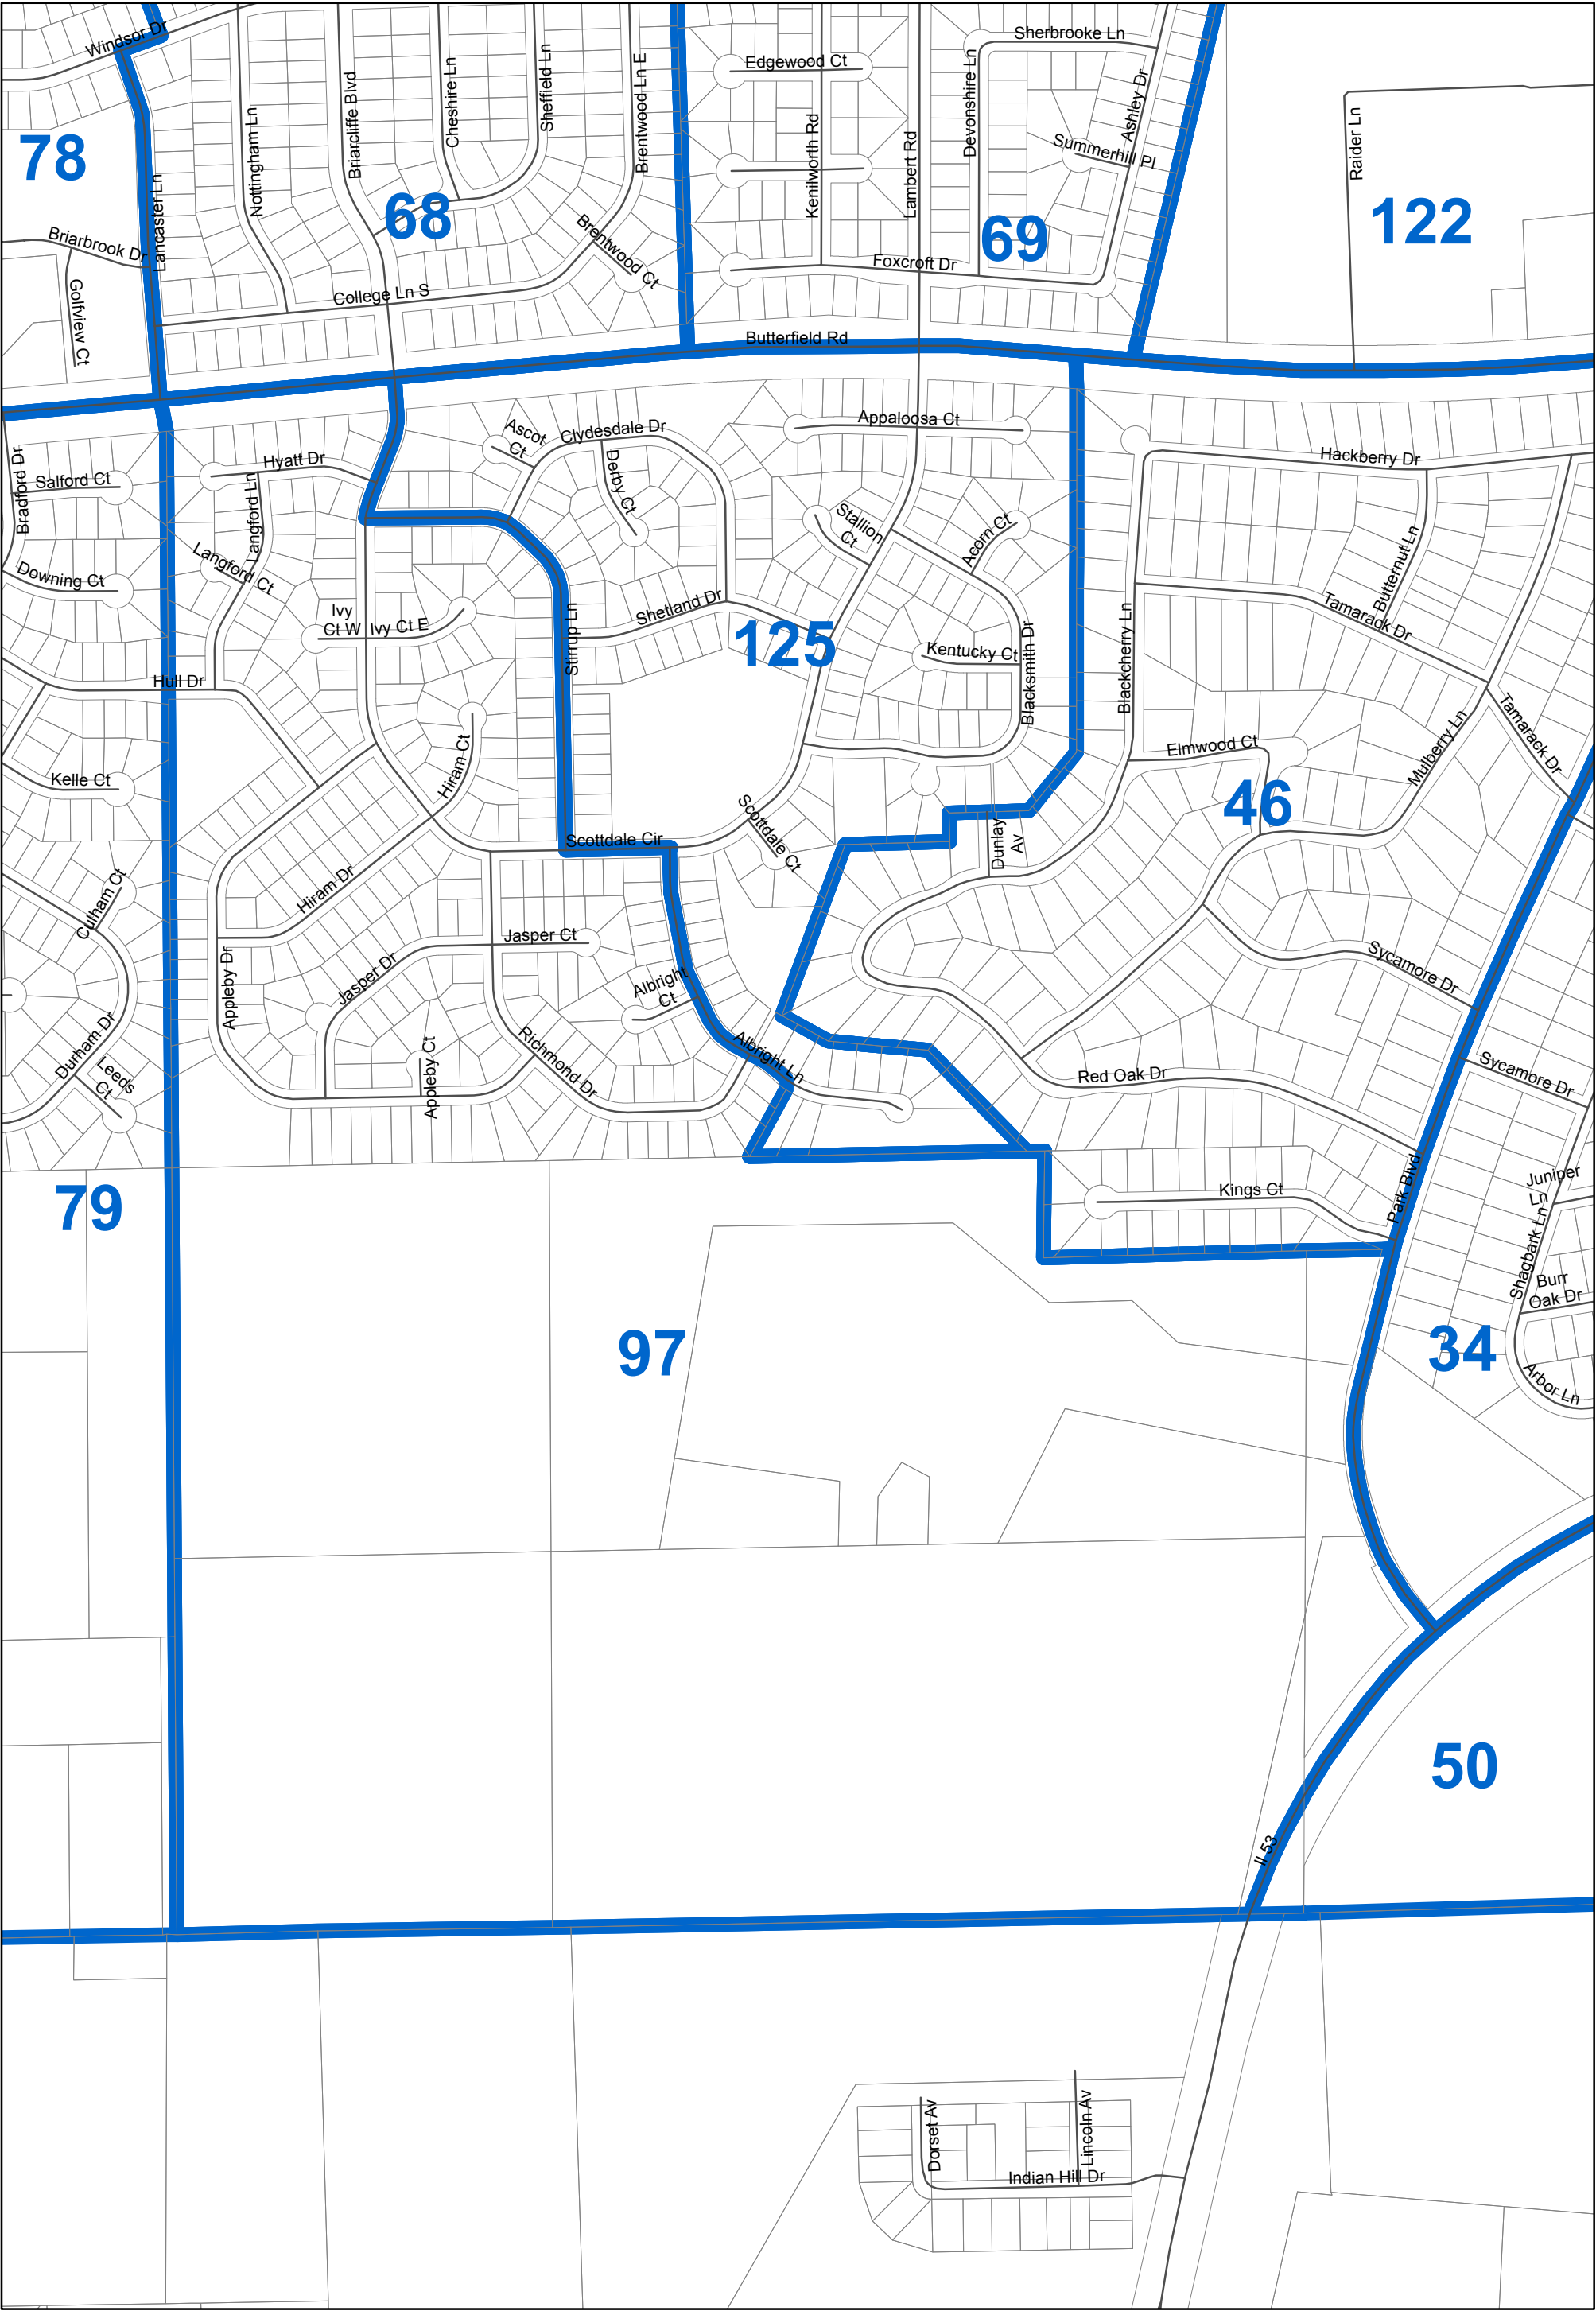 Windsor Dr
Sherbrooke Ln
Edgewood Ct
Devonshire Ln
Ashley Dr
Sheffield Ln
Cheshire Ln
Briarcliffe Blvd
Brentwood Ln E
Nottingham Ln
Raider Ln
78
Summerhill Pl
Kenilworth Rd
Lambert Rd
Lancaster Ln
68
122
69
Briarbrook Dr
Brentwood Ct
Foxcroft Dr
Golfview Ct
College Ln S
Butterfield Rd
Ascot
Ct
Clydesdale Dr
Appaloosa Ct
Hyatt Dr
Hackberry Dr
Bradford Dr
Salford Ct
Derby Ct
Langford Ln
Stallion
Ct
Acorn Ct
Langford Ct
Downing Ct
Butternut Ln
Tamarack Dr
Ivy
Ct W
Ivy Ct E
Shetland Dr
Stirrup Ln
125
Kentucky Ct
Blacksmith Dr
Blackcherry Ln
Hull Dr
Tamarack Dr
Mulberry Ln
Elmwood Ct
Hiram Ct
Kelle Ct
46
Scottdale Cir
Scottdale Ct
Dunlay
Av
Hiram Dr
Culham Ct
Jasper Ct
Sycamore Dr
Jasper Dr
Albright
Ct
Appleby Dr
Durham Dr
Leeds
Ct
Appleby Ct
Richmond Dr
Albright Ln
Red Oak Dr
Sycamore Dr
79
Kings Ct
Park Blvd
Juniper
Ln
Shagbark Ln
Burr
Oak Dr
97
34
Arbor Ln
50
Il 53
Dorset Av
Lincoln Av
Indian Hill Dr